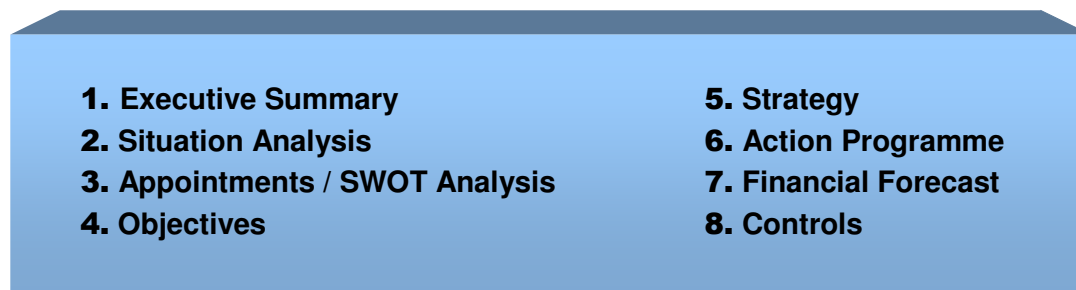 1. Executive Summary
2. Situation Analysis
3. Appointments / SWOT Analysis
4. Objectives
5. Strategy
6. Action Programme
7. Financial Forecast
8. Controls